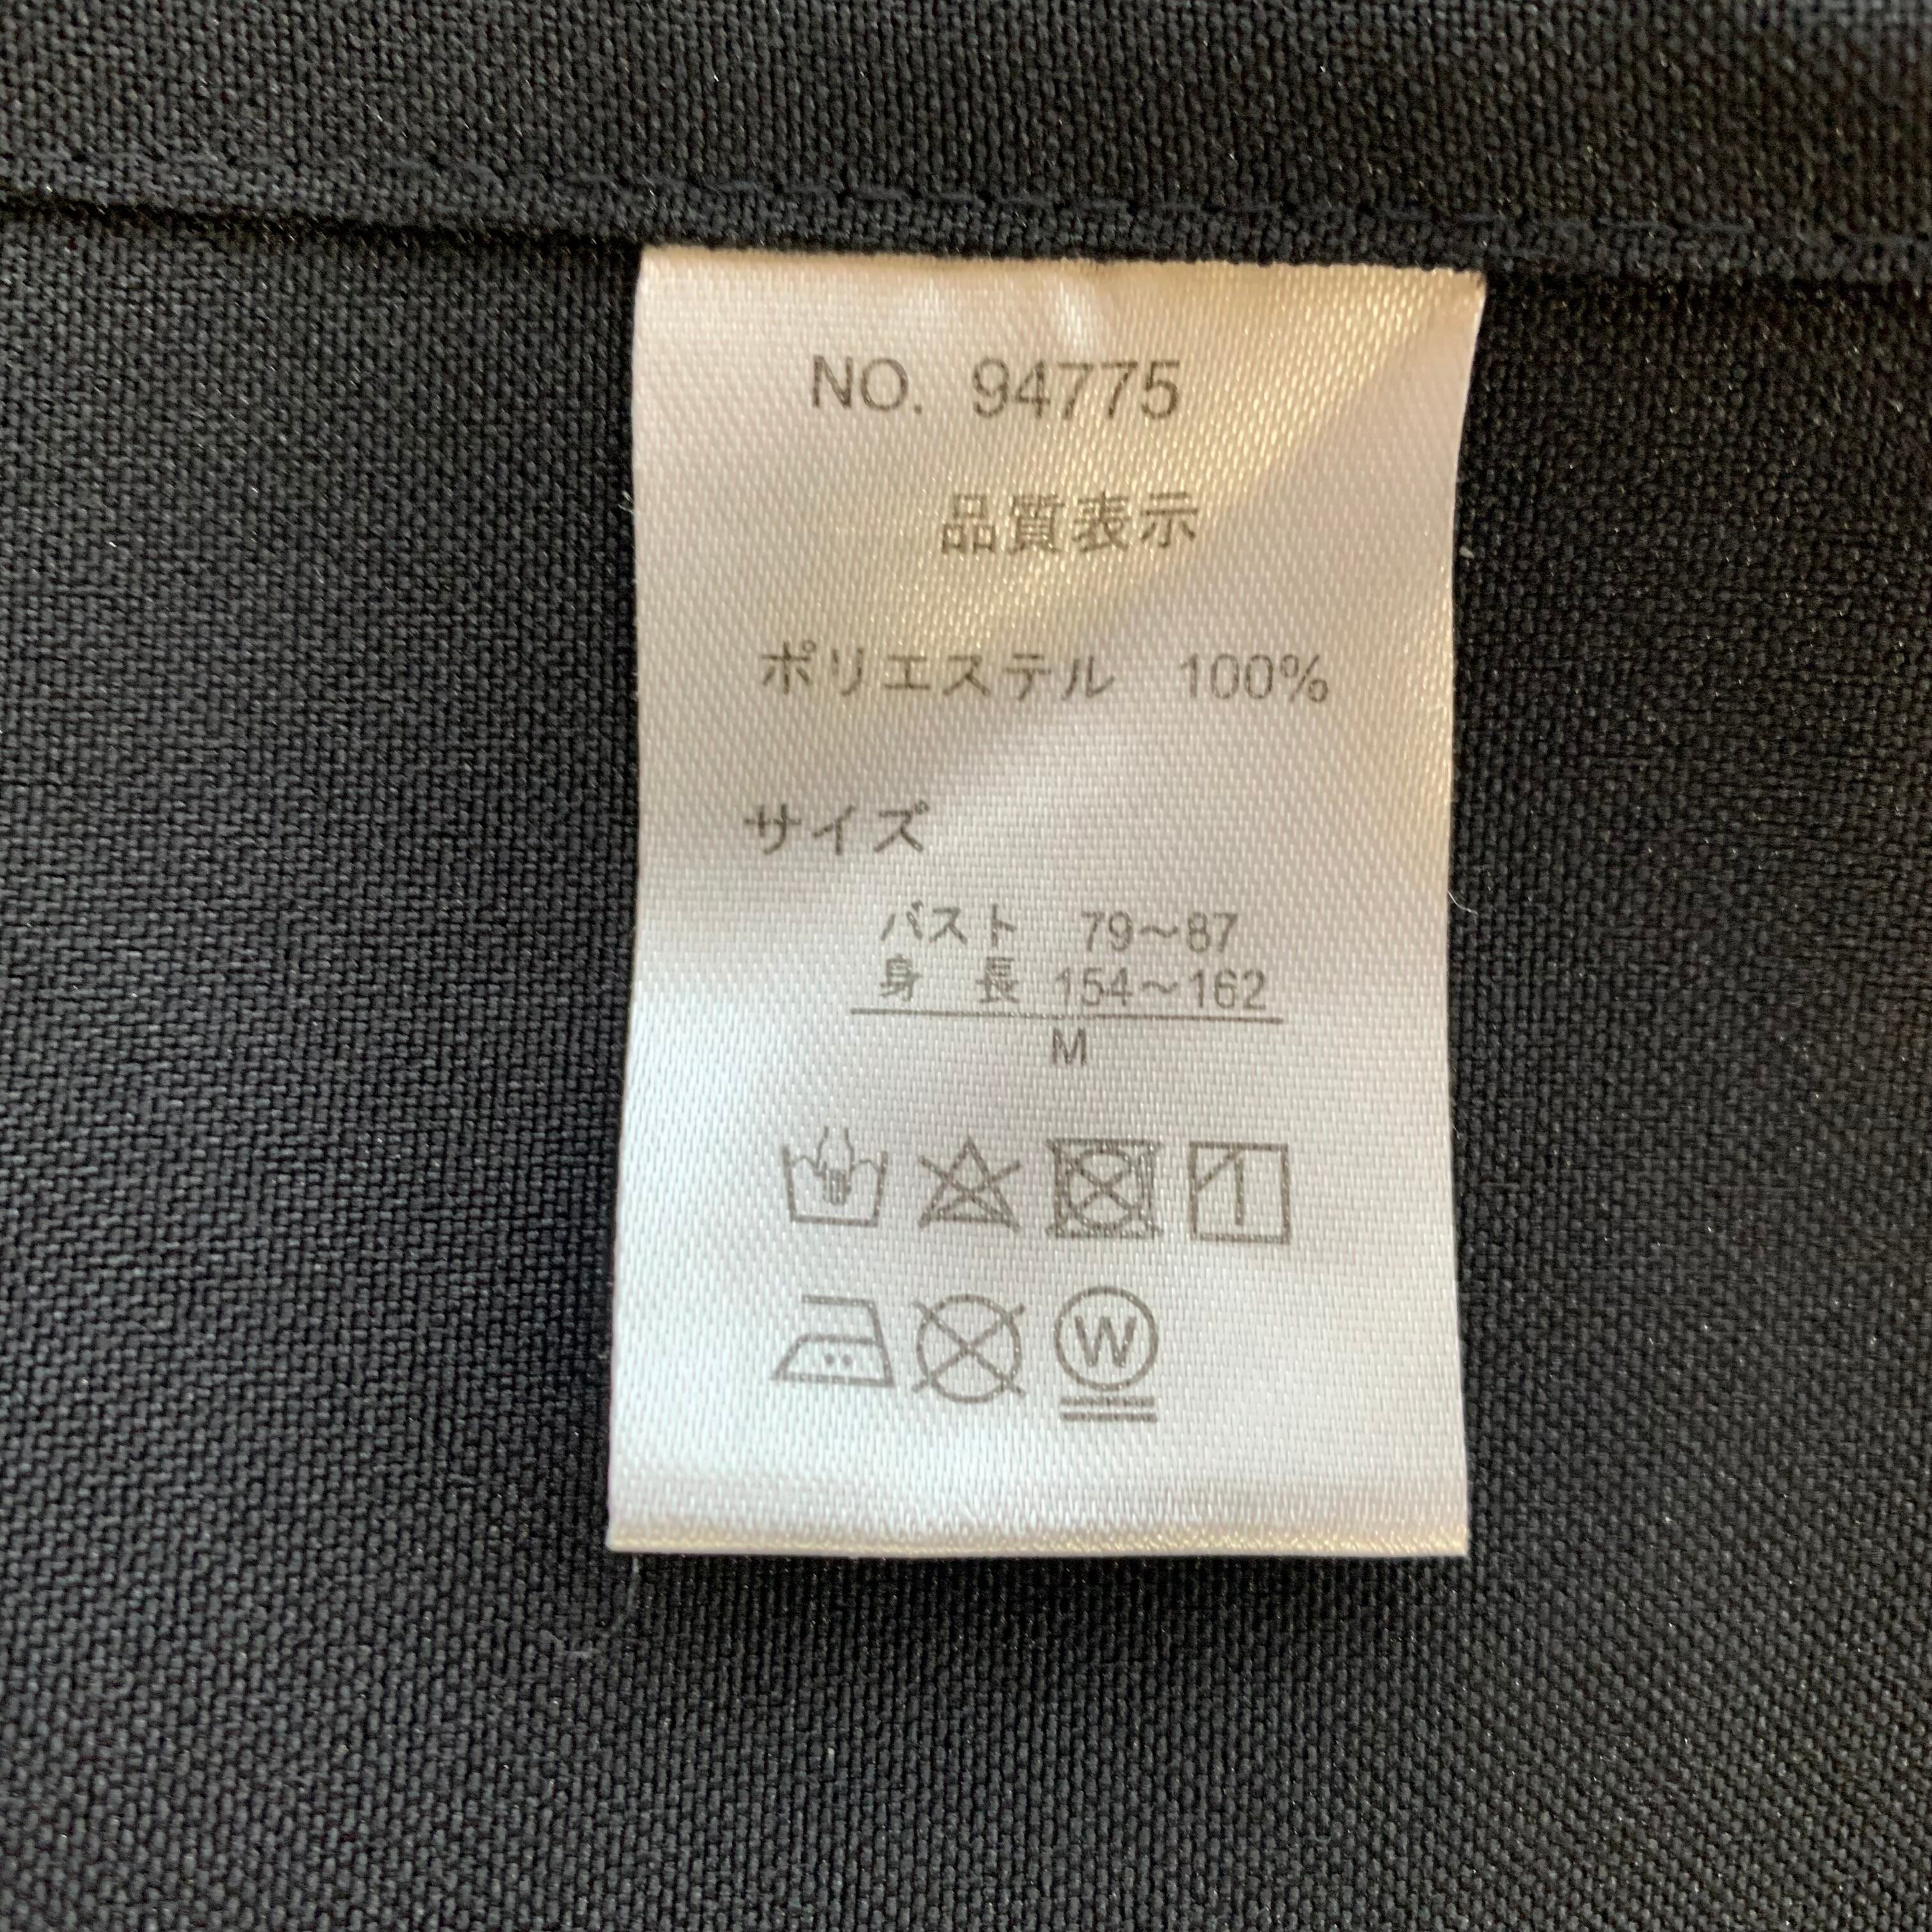 NO. 94775
品質表示
ポリエステル 100%
サイズ
バスト 79〜87
身 長 154〜162
M
W